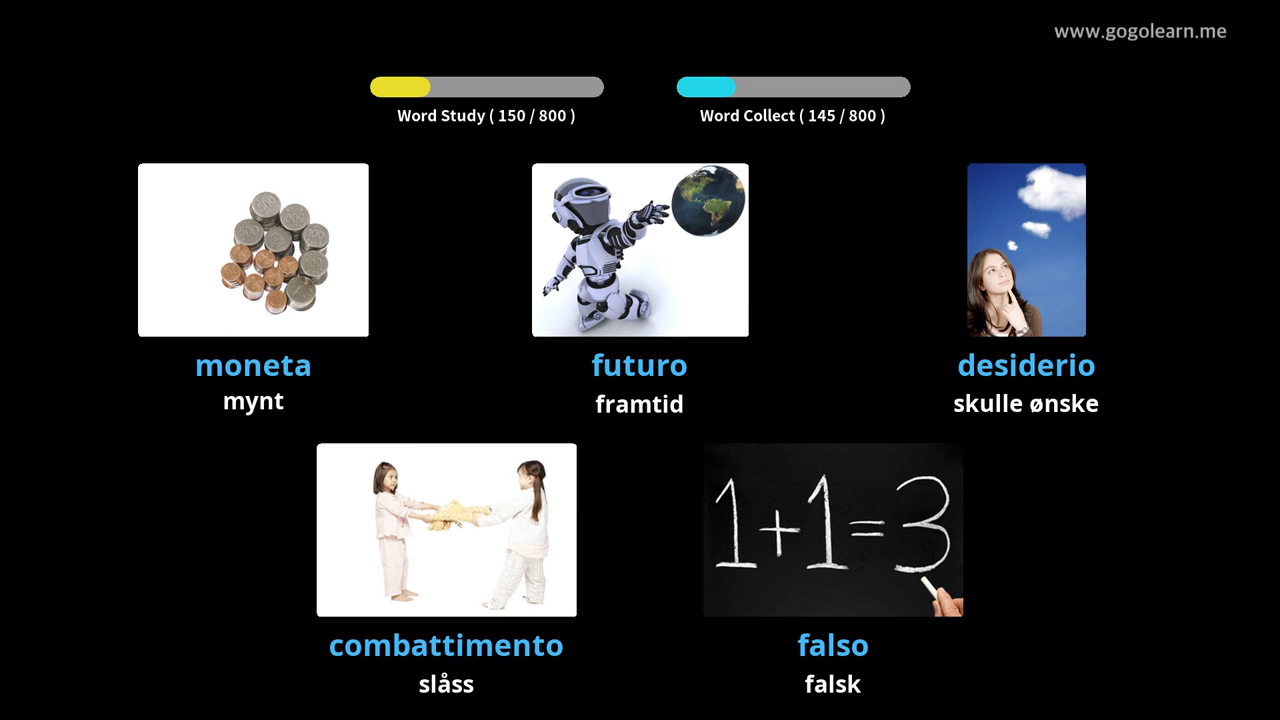 www.gogolearn.me
Word Study ( 150 / 800 )
Word Collect ( 145 / 800 )
moneta
mynt
futuro
framtid
desiderio
skulle ønske
1+1=3
combattimento
slåss
falso
falsk